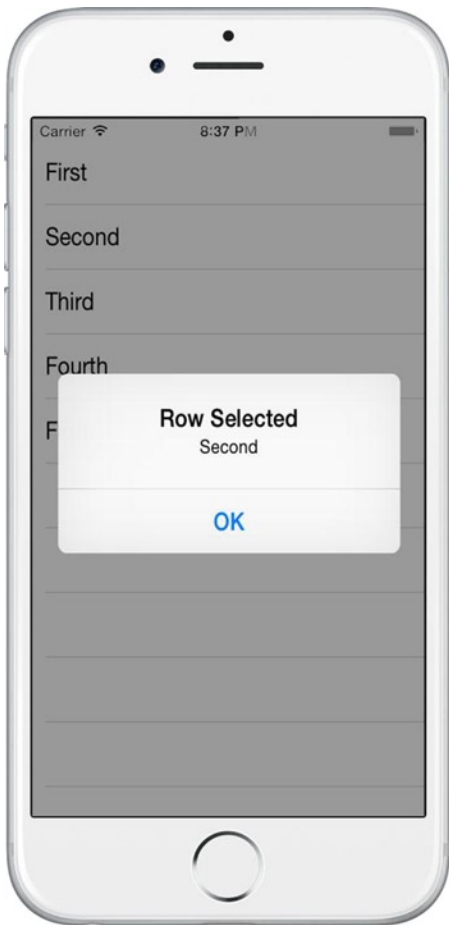 Carrier 8:37 PM
First
Second
Third
Fourth
F
Row Selected
Second
OK